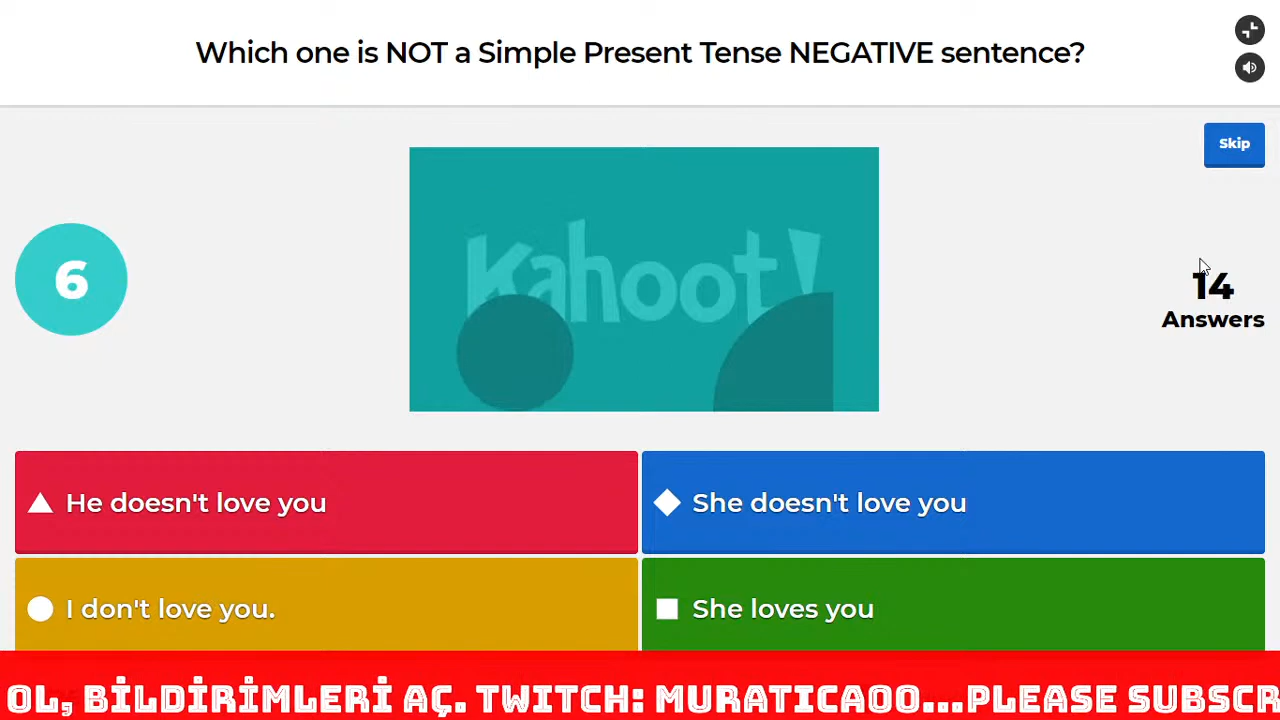 Which one is NOT a Simple Present Tense NEGATIVE sentence?
Skip
Kahoot!
6
14
Answers
He doesn't love you
She doesn't love you
I don't love you.
She loves you
OL, BİLDİRİMLERİ AÇ. TWITCH: MURATICAOO...PLEASE SUBSCR